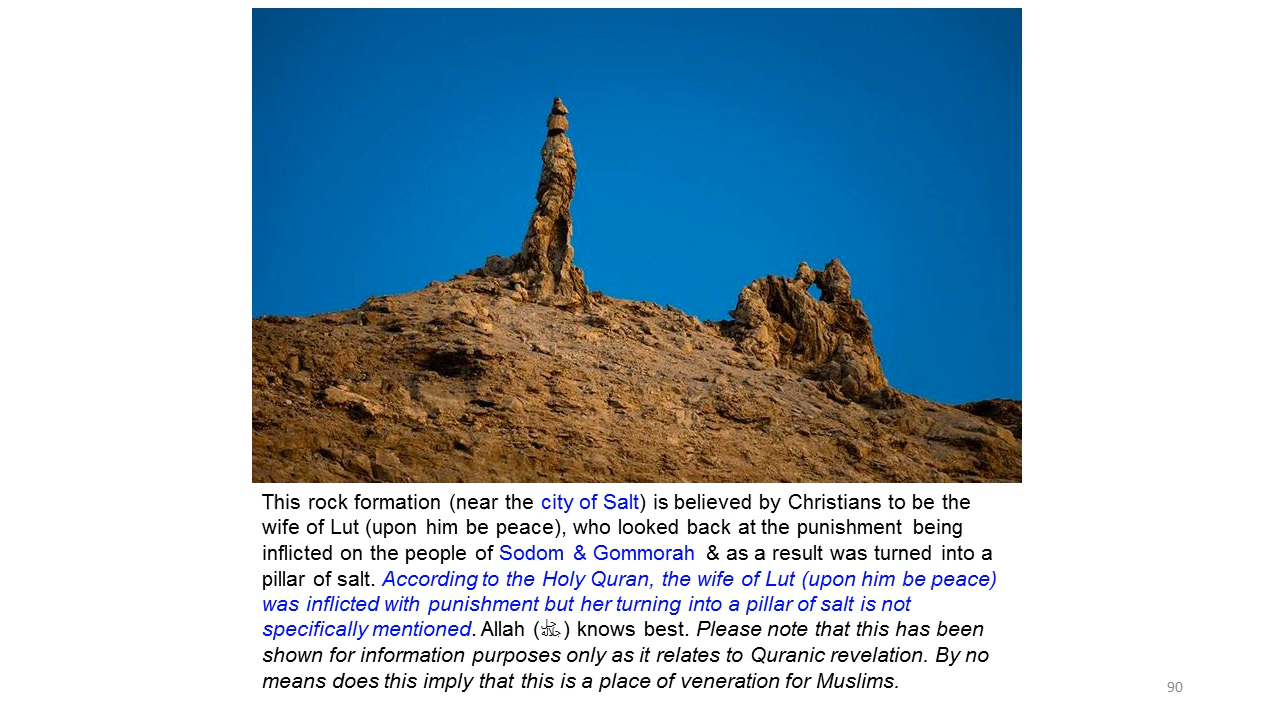 This rock formation (near the city of Salt) is believed by Christians to be the
wife of Lut (upon him be peace), who looked back at the punishment being
inflicted on the people of Sodom & Gommorah & as a result was turned into a
pillar of salt. According to the Holy Quran, the wife of Lut (upon him be peace)
was inflicted with punishment but her turning into a pillar of salt is not
specifically mentioned. Allah (ﷻ) knows best. Please note that this has been
shown for information purposes only as it relates to Quranic revelation. By no
means does this imply that this is a place of veneration for Muslims.
90